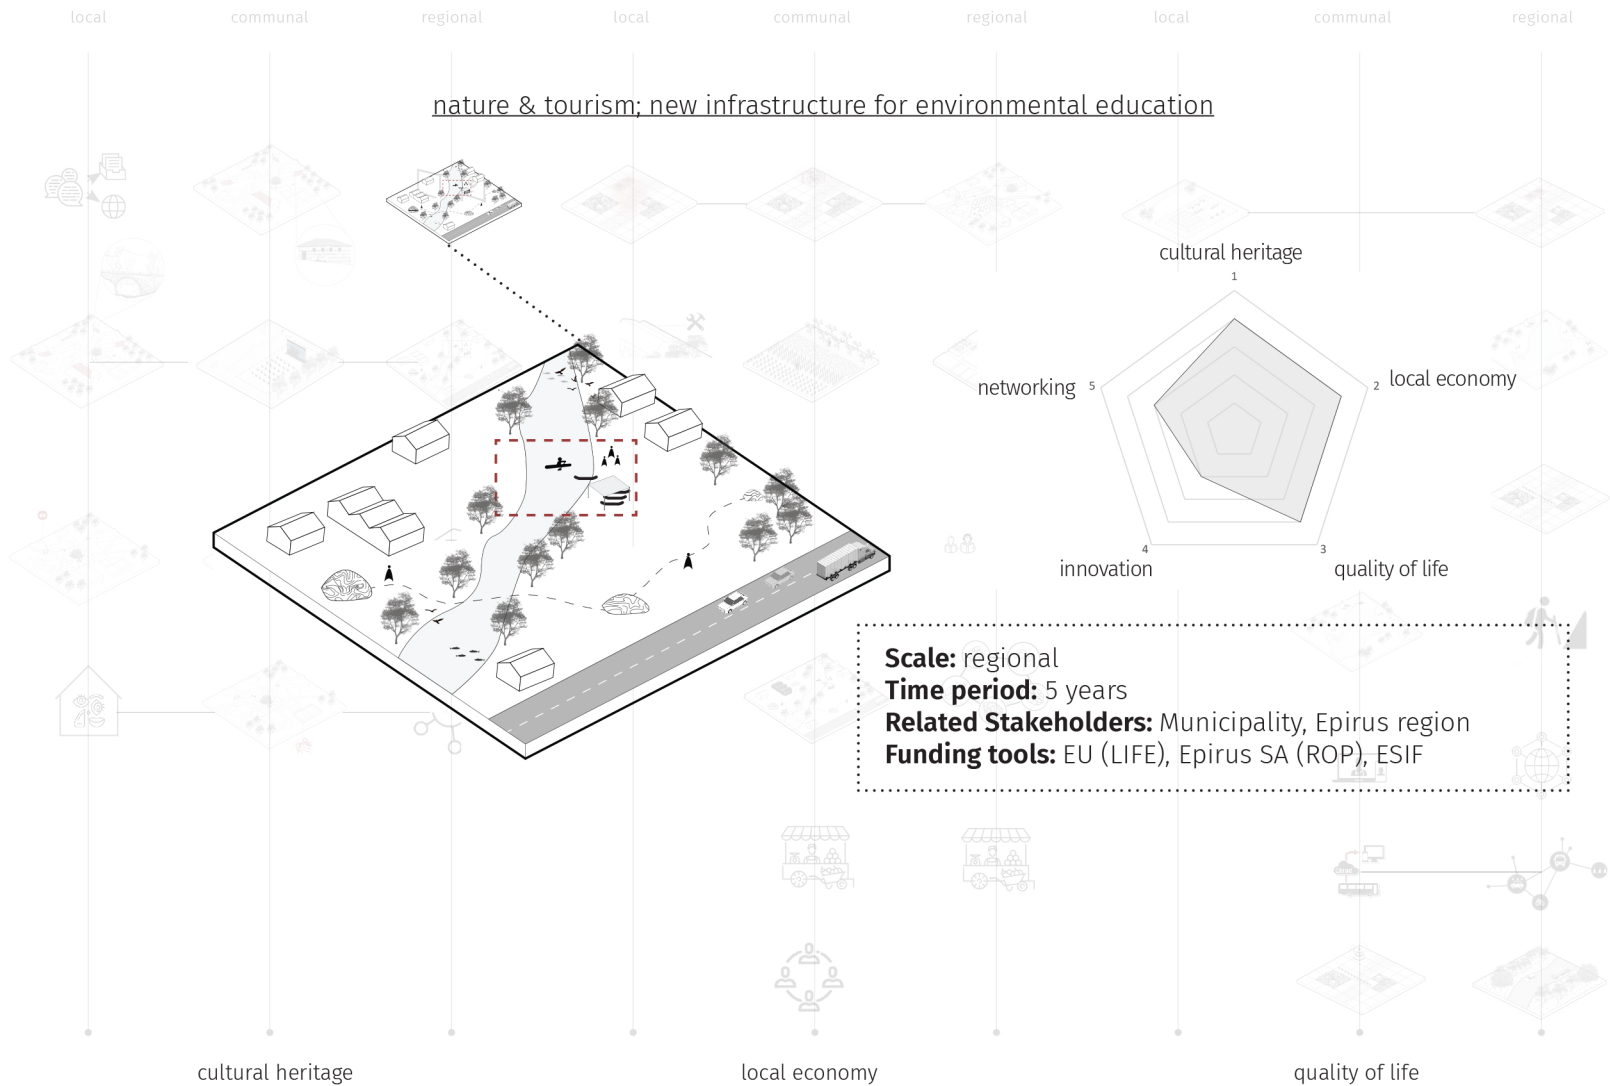 local communal regional local communal regional local communal regional
nature & tourism; new infrastructure for environmental education
cultural heritage
1
networking 5
2 local economy
4
3
innovation
quality of life
Scale: regional
Time period: 5 years
Related Stakeholders: Municipality, Epirus region
Funding tools: EU (LIFE), Epirus SA (ROP), ESIF
cultural heritage local economy quality of life